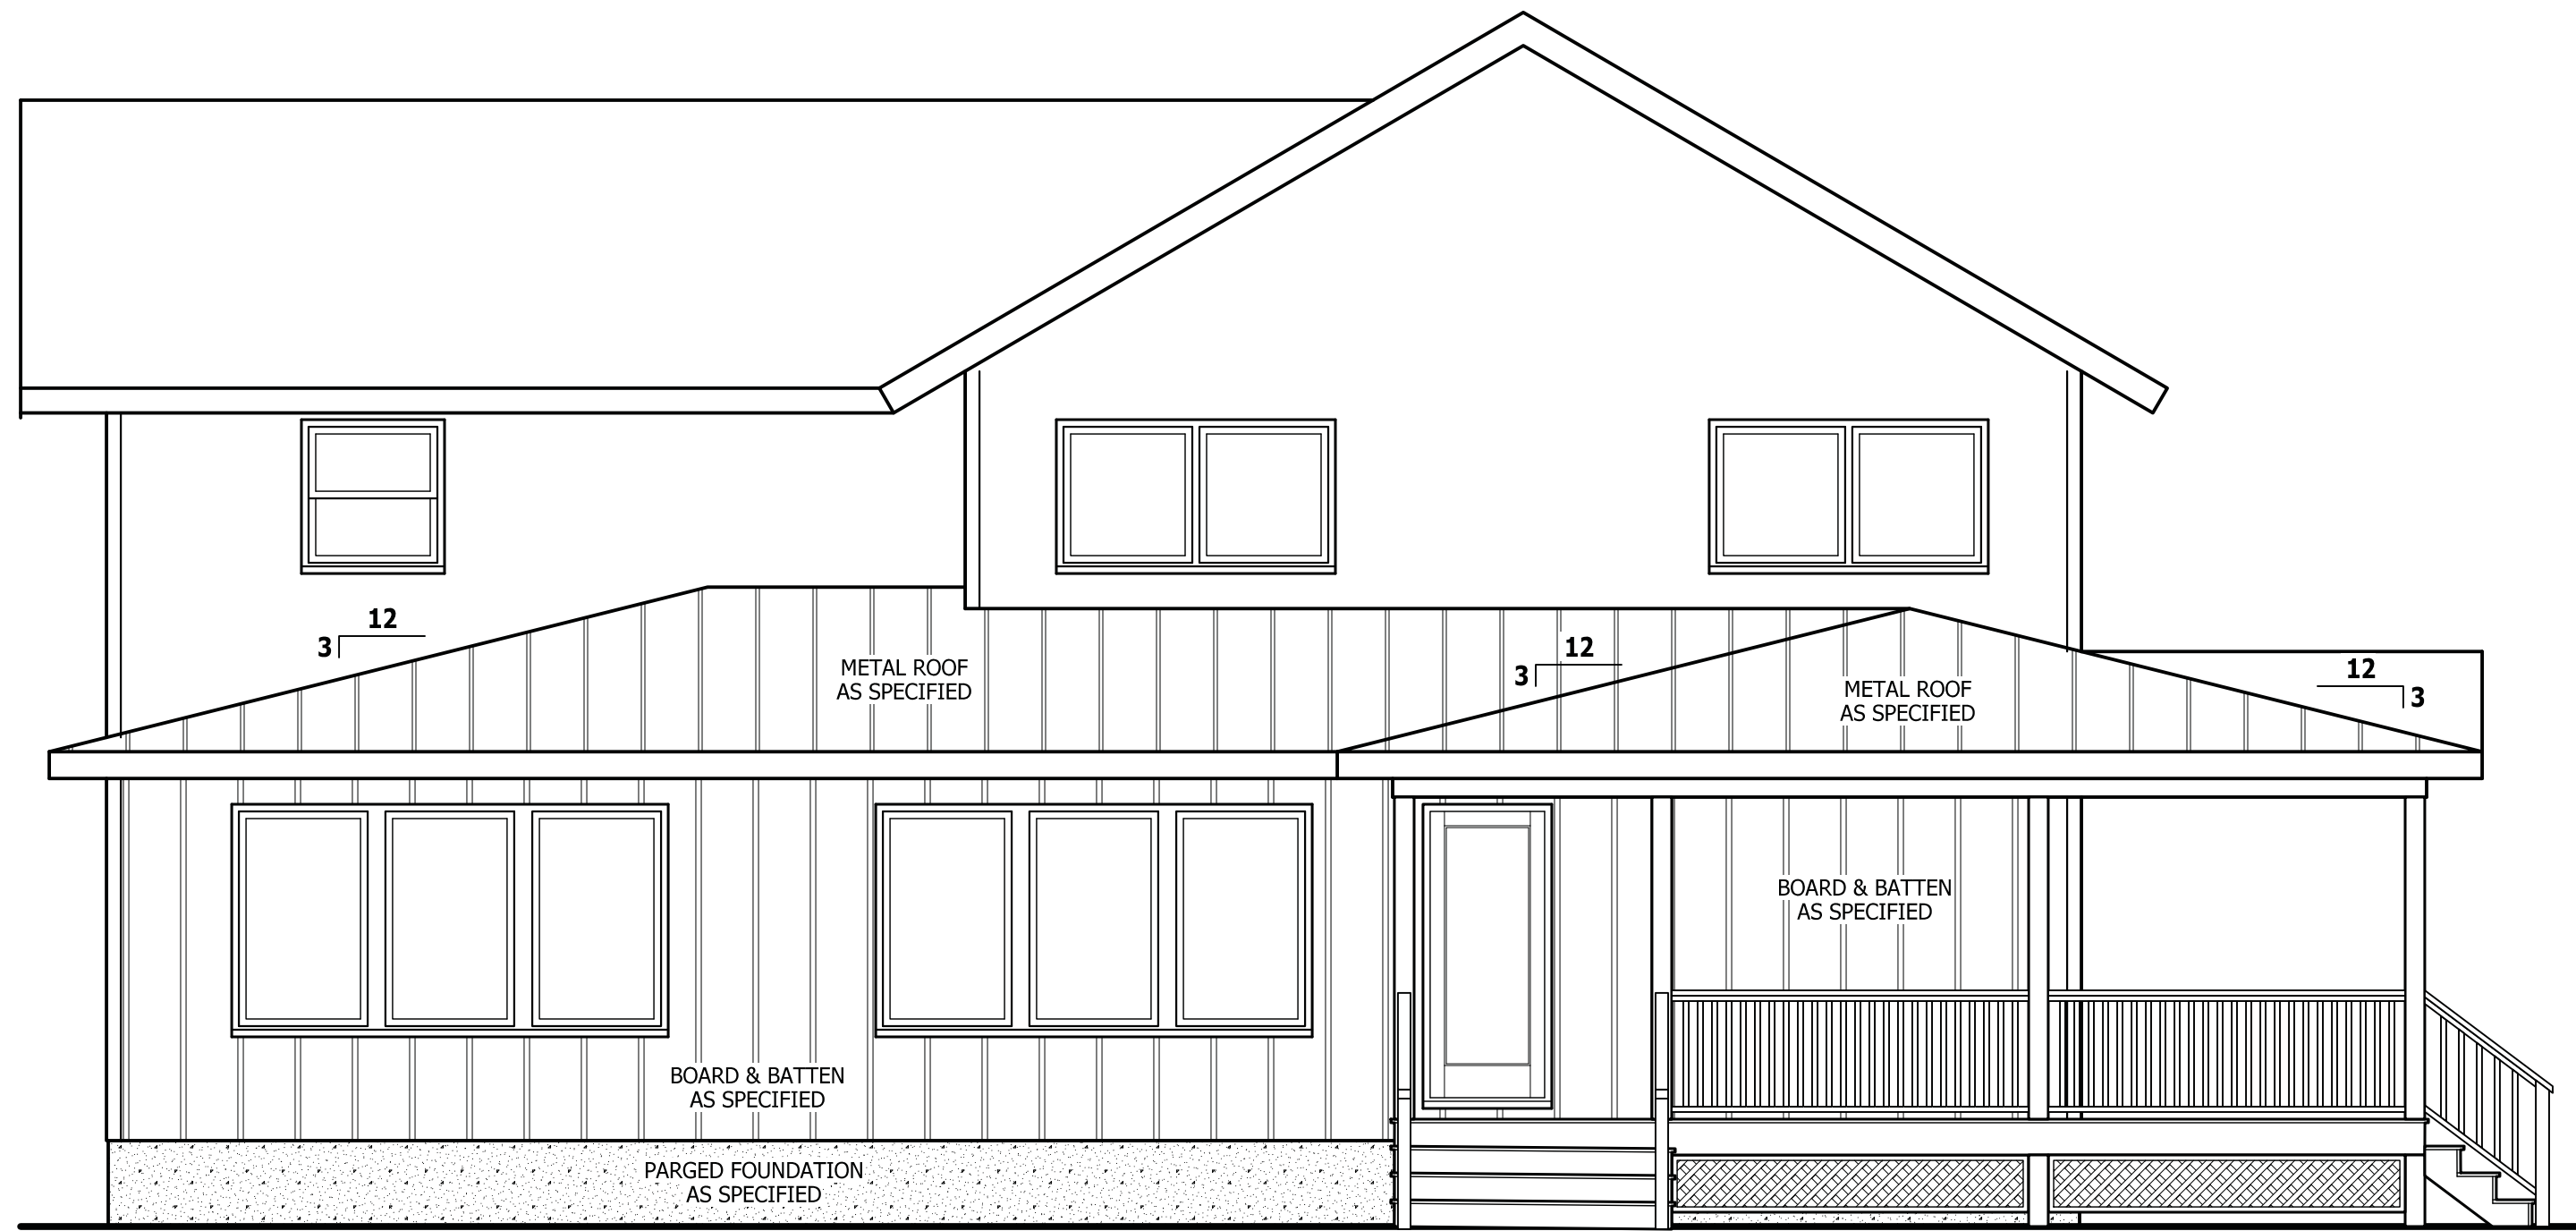 12
3
METAL ROOF
AS SPECIFIED
12
3
METAL ROOF
AS SPECIFIED
12
3
BOARD & BATTEN
AS SPECIFIED
BOARD & BATTEN
AS SPECIFIED
PARGED FOUNDATION
AS SPECIFIED